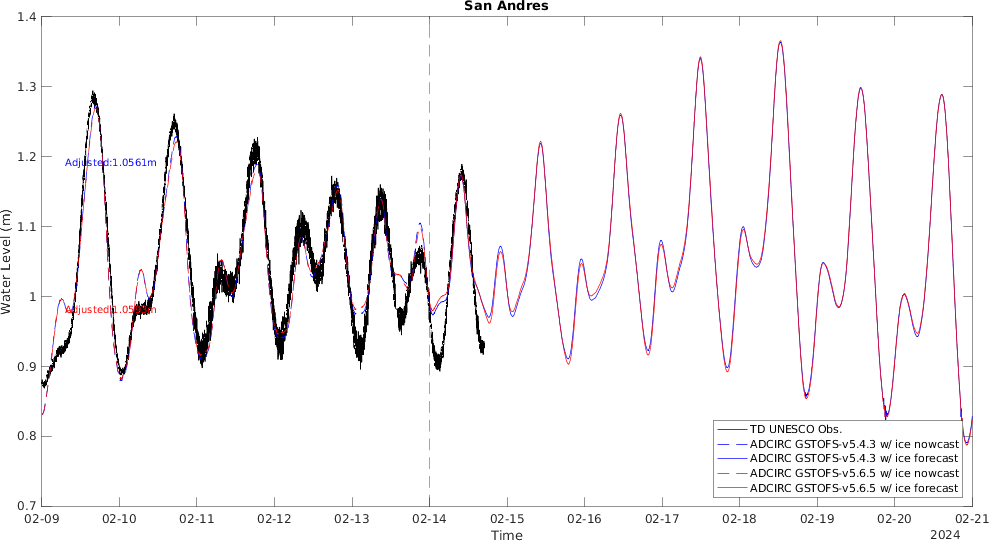 San Andres
1.4
1.3
1.2
1.1
1
0.9
0.8
0.7
Water Level (m)
Adjusted:1.0561m
TD UNESCO Obs.
ADCIRC GSTOFS-v5.4.3 w/ ice nowcast
ADCIRC GSTOFS-v5.4.3 w/ ice forecast
ADCIRC GSTOFS-v5.6.5 w/ ice nowcast
ADCIRC GSTOFS-v5.6.5 w/ ice forecast
02-09 02-10 02-11 02-12 02-13 02-14 02-15 02-16 02-17 02-18 02-19 02-20 02-21
Time
2024